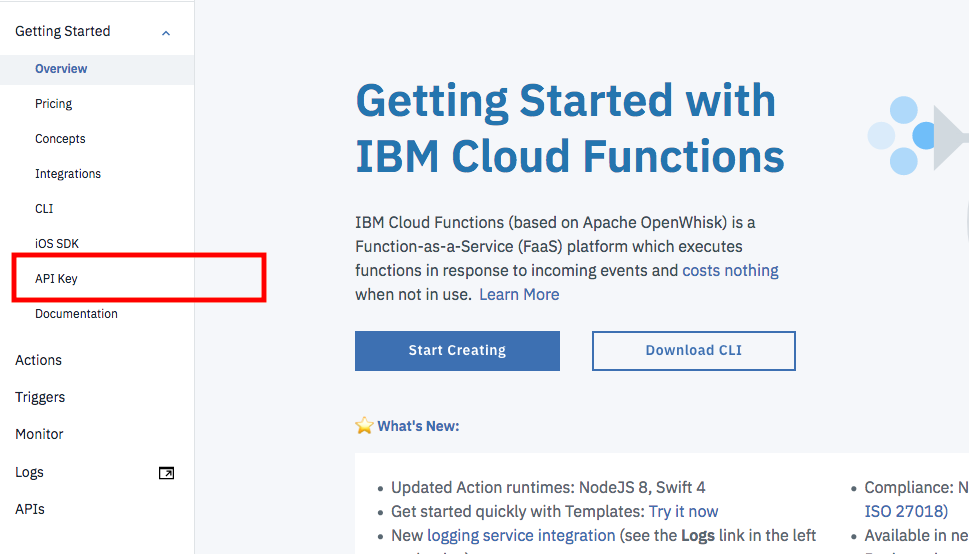 Getting Started
Overview
Pricing
Concepts
Integrations
CLI
iOS SDK
API Key
Documentation
Actions
Triggers
Monitor
Logs
APIs
Getting Started with
IBM Cloud Functions
IBM Cloud Functions (based on Apache OpenWhisk) is a
Function-as-a-Service (FaaS) platform which executes
functions in response to incoming events and costs nothing
when not in use. Learn More
Start Creating
Download CLI
What's New:
• Updated Action runtimes: NodeJS 8, Swift 4
• Get started quickly with Templates: Try it now
• New logging service integration (see the Logs link in the left
• Compliance: N
ISO 27018)
• Available in ne